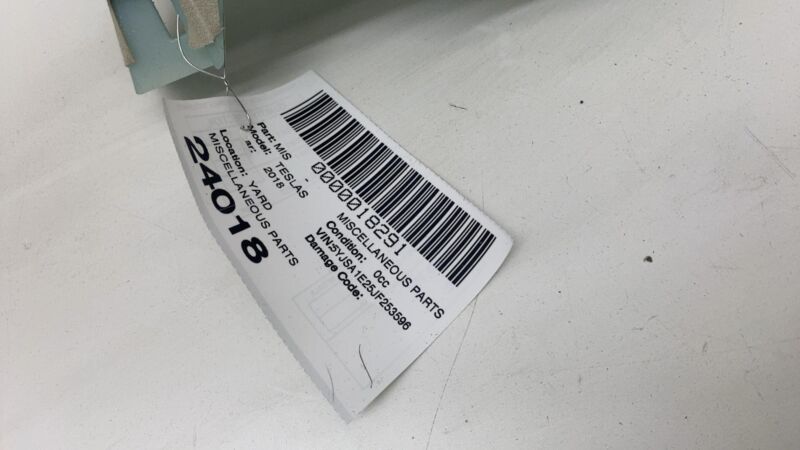 0000018291
Part: MIS - MISCELLANEOUS PARTS
Model: TESLAS Condition: 0cc
ar: 2018 VIN:5YJSA1E25JF253596
Damage Code:
Location: YARD
MISCELLANEOUS PARTS
24018